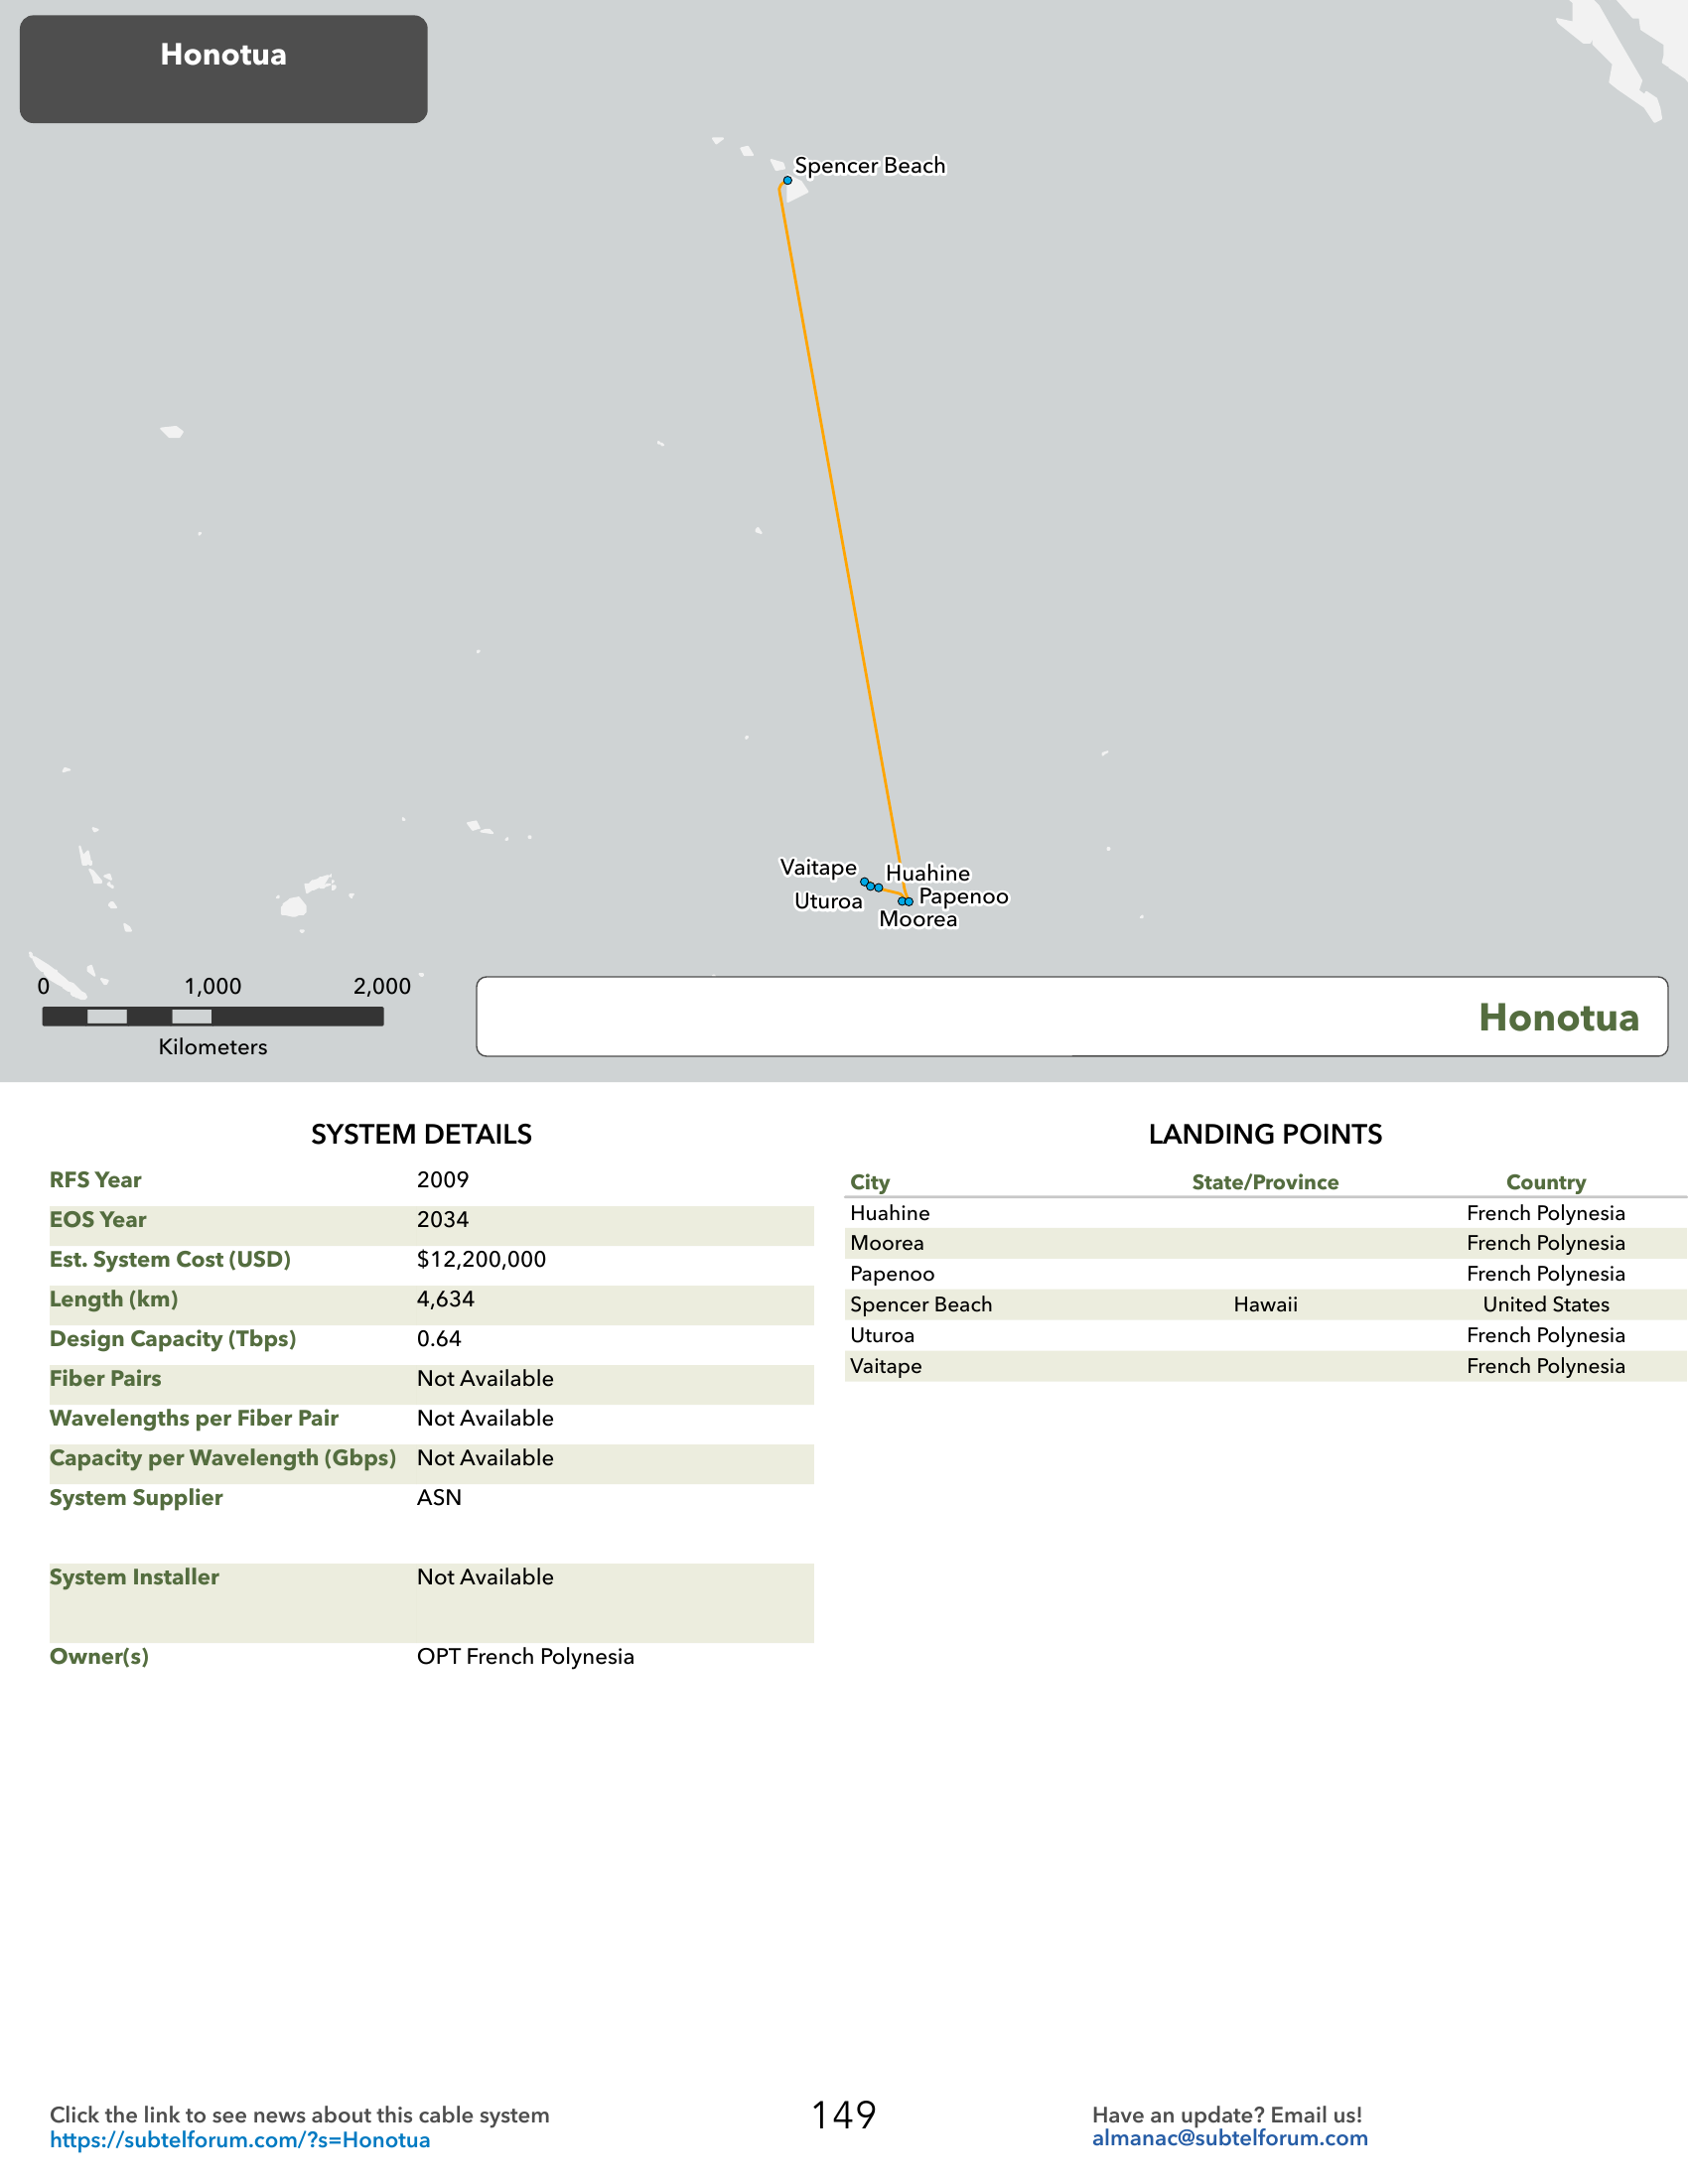 Honotua
Spencer Beach
Vaitape
Huahine
Uturoa
Papenoo
Moorea
0 1,000 2,000
Kilometers
Honotua
SYSTEM DETAILS
RFS Year 2009
EOS Year 2034
Est. System Cost (USD) $12,200,000
Length (km) 4,634
Design Capacity (Tbps) 0.64
Fiber Pairs Not Available
Wavelengths per Fiber Pair Not Available
Capacity per Wavelength (Gbps) Not Available
System Supplier ASN
System Installer Not Available
Owner(s) OPT French Polynesia
LANDING POINTS
City State/Province Country
Huahine French Polynesia
Moorea French Polynesia
Papenoo French Polynesia
Spencer Beach Hawaii United States
Uturoa French Polynesia
Vaitape French Polynesia
Click the link to see news about this cable system
https://subtelforum.com/?s=Honotua
149
Have an update? Email us!
almanac@subtelforum.com